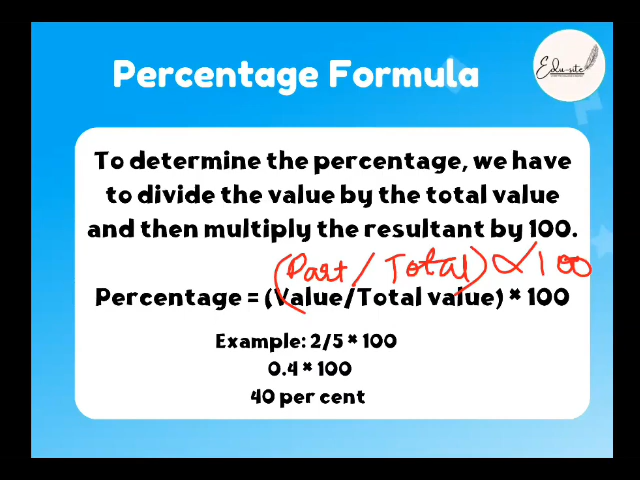 Percentage Formula
Edu-site
To determine the percentage, we have
to divide the value by the total value
and then multiply the resultant by 100.
(Part / Total) × 100
Percentage = (Value/Total value) * 100
Example: 2/5 * 100
0.4 * 100
40 per cent